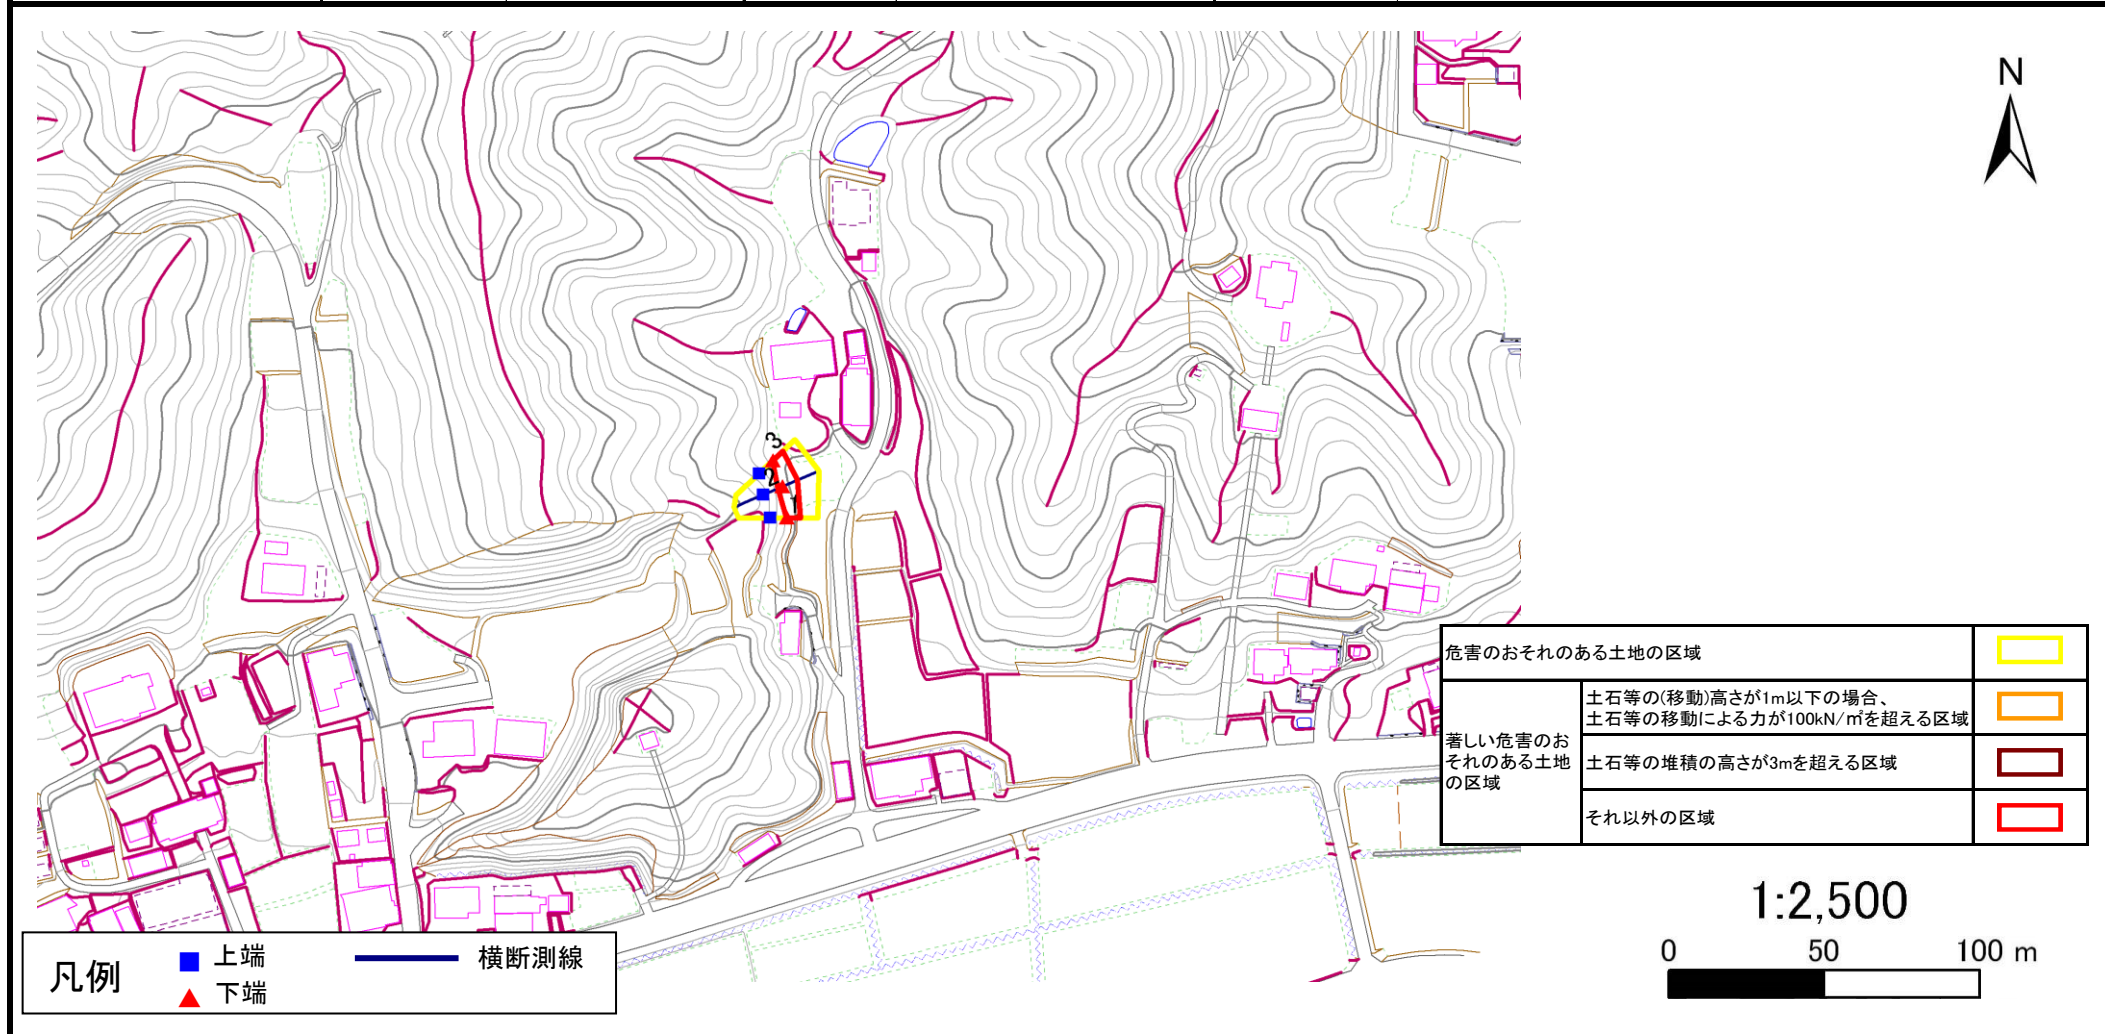 N
3
2
1
危害のおそれのある土地の区域
著しい危害のお
それのある土地
の区域
土石等の(移動)高さが1m以下の場合、
土石等の移動による力が100kN/㎡を超える区域
土石等の堆積の高さが3mを超える区域
それ以外の区域
1:2,500
0 50 100 m
凡例
上端
下端
横断測線